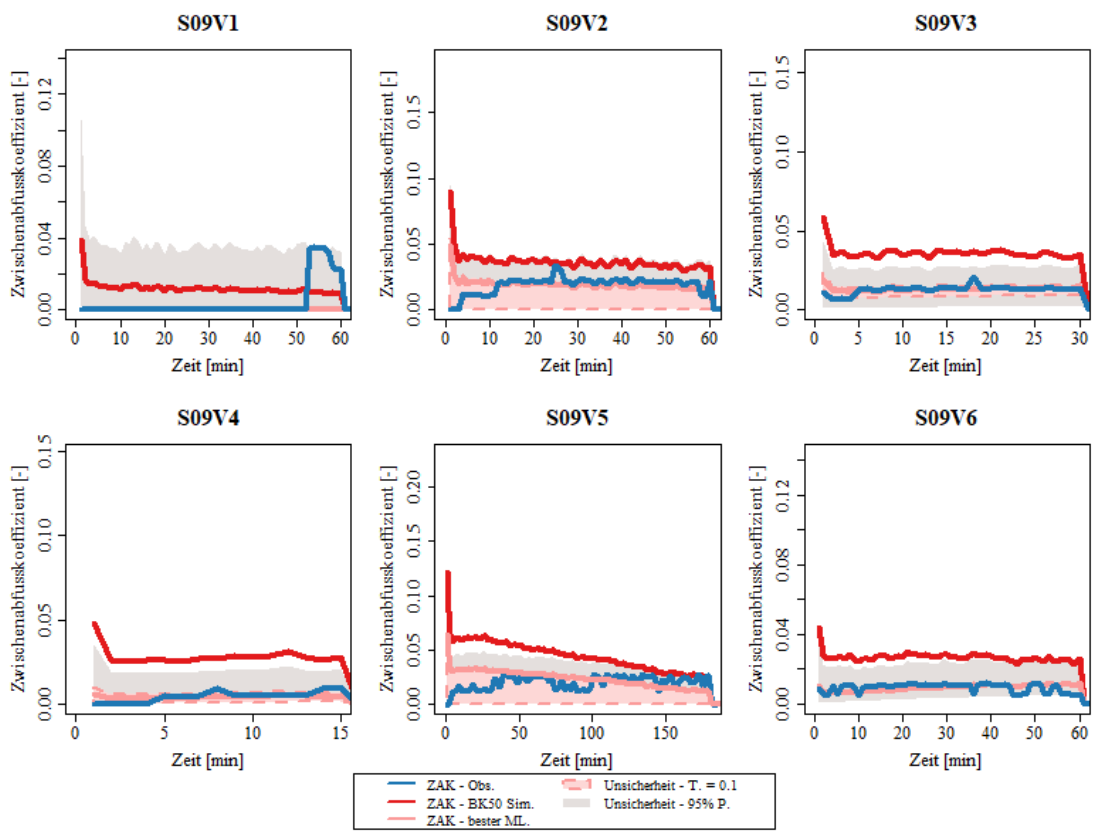 S09V1
S09V2
S09V3
Zwischenabfusskoeffizient [-]
0.00 0.04 0.08 0.12
0 10 20 30 40 50 60
Zeit [min]
Zwischenabfusskoeffizient [-]
0.00 0.05 0.10 0.15
0 10 20 30 40 50 60
Zeit [min]
Zwischenabfusskoeffizient [-]
0.00 0.05 0.10 0.15
0 5 10 15 20 25 30
Zeit [min]
S09V4
S09V5
S09V6
Zwischenabfusskoeffizient [-]
0.00 0.05 0.10 0.15
0 5 10 15
Zeit [min]
Zwischenabfusskoeffizient [-]
0.00 0.05 0.10 0.15 0.20
0 50 100 150
Zeit [min]
Zwischenabfusskoeffizient [-]
0.00 0.04 0.08 0.12
0 10 20 30 40 50 60
Zeit [min]
ZAK - Obs.
ZAK - BK50 Sim.
ZAK - bester ML.
Unsicherheit - T. = 0.1
Unsicherheit - 95% P.